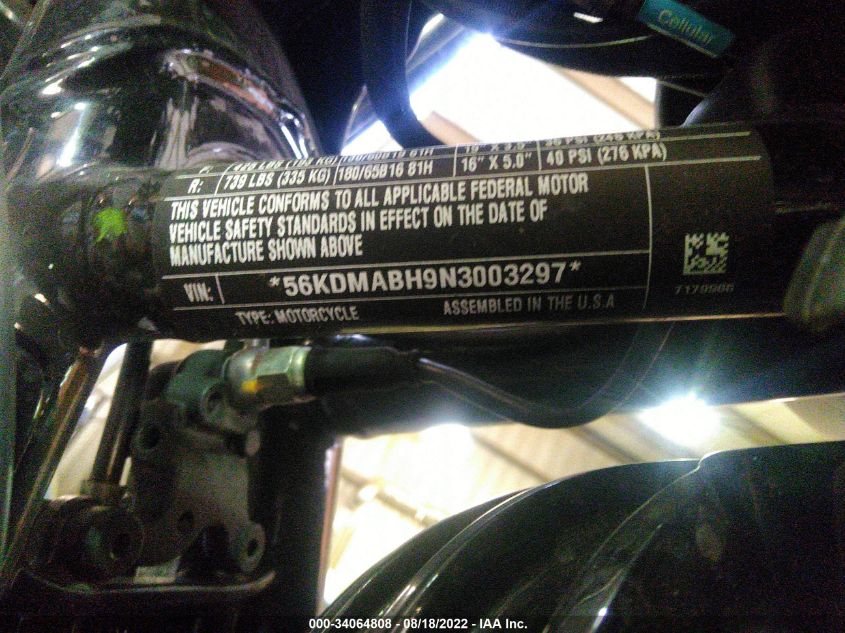 Cellular
R: 739 LBS (335 KG) 180/65B16 81H 16" X 5.0" 40 PSI (276 KPA)
THIS VEHICLE CONFORMS TO ALL APPLICABLE FEDERAL MOTOR
VEHICLE SAFETY STANDARDS IN EFFECT ON THE DATE OF
MANUFACTURE SHOWN ABOVE
VIN: *56KDMABH9N3003297*
TYPE: MOTORCYCLE ASSEMBLED IN THE U.S.A
000-34064808 - 08/18/2022 - IAA Inc.